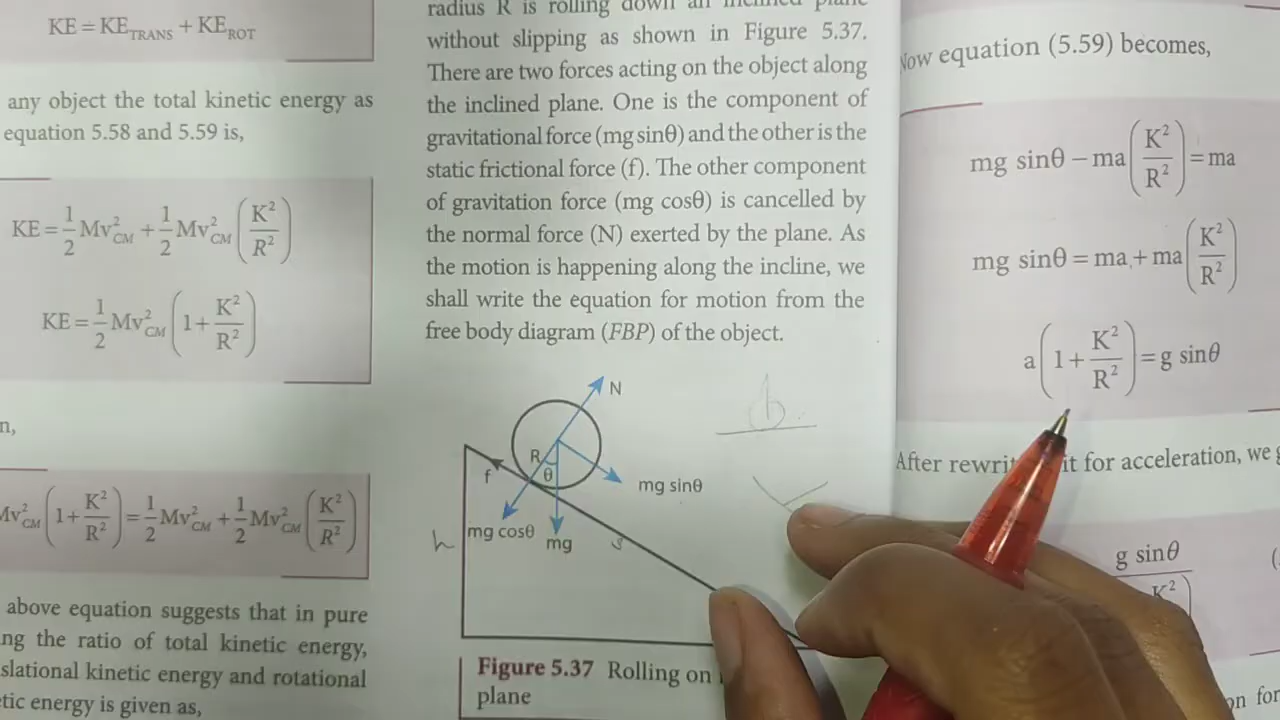 KE = KE_TRANS + KE_ROT
any object the total kinetic energy as
equation 5.58 and 5.59 is,
KE = 1/2 Mv²_CM + 1/2 Mv²_CM (K²/R²)
KE = 1/2 Mv²_CM (1 + K²/R²)
n,
Mv²_CM (1 + K²/R²) = 1/2 Mv²_CM + 1/2 Mv²_CM (K²/R²)
above equation suggests that in pure
the ratio of total kinetic energy,
kinetic energy and rotational
energy is given as,
radius R is rolling down an inclined plane
without slipping as shown in Figure 5.37.
There are two forces acting on the object along
the inclined plane. One is the component of
gravitational force (mg sinθ) and the other is the
static frictional force (f). The other component
of gravitation force (mg cosθ) is cancelled by
the normal force (N) exerted by the plane. As
the motion is happening along the incline, we
shall write the equation for motion from the
free body diagram (FBP) of the object.
N
R
θ
f
mg sinθ
mg cosθ
mg
h
s
Figure 5.37 Rolling on
plane
Now equation (5.59) becomes,
mg sinθ − ma (K²/R²) = ma
mg sinθ = ma + ma (K²/R²)
a (1 + K²/R²) = g sinθ
After it for acceleration, we
g sinθ
K²
for